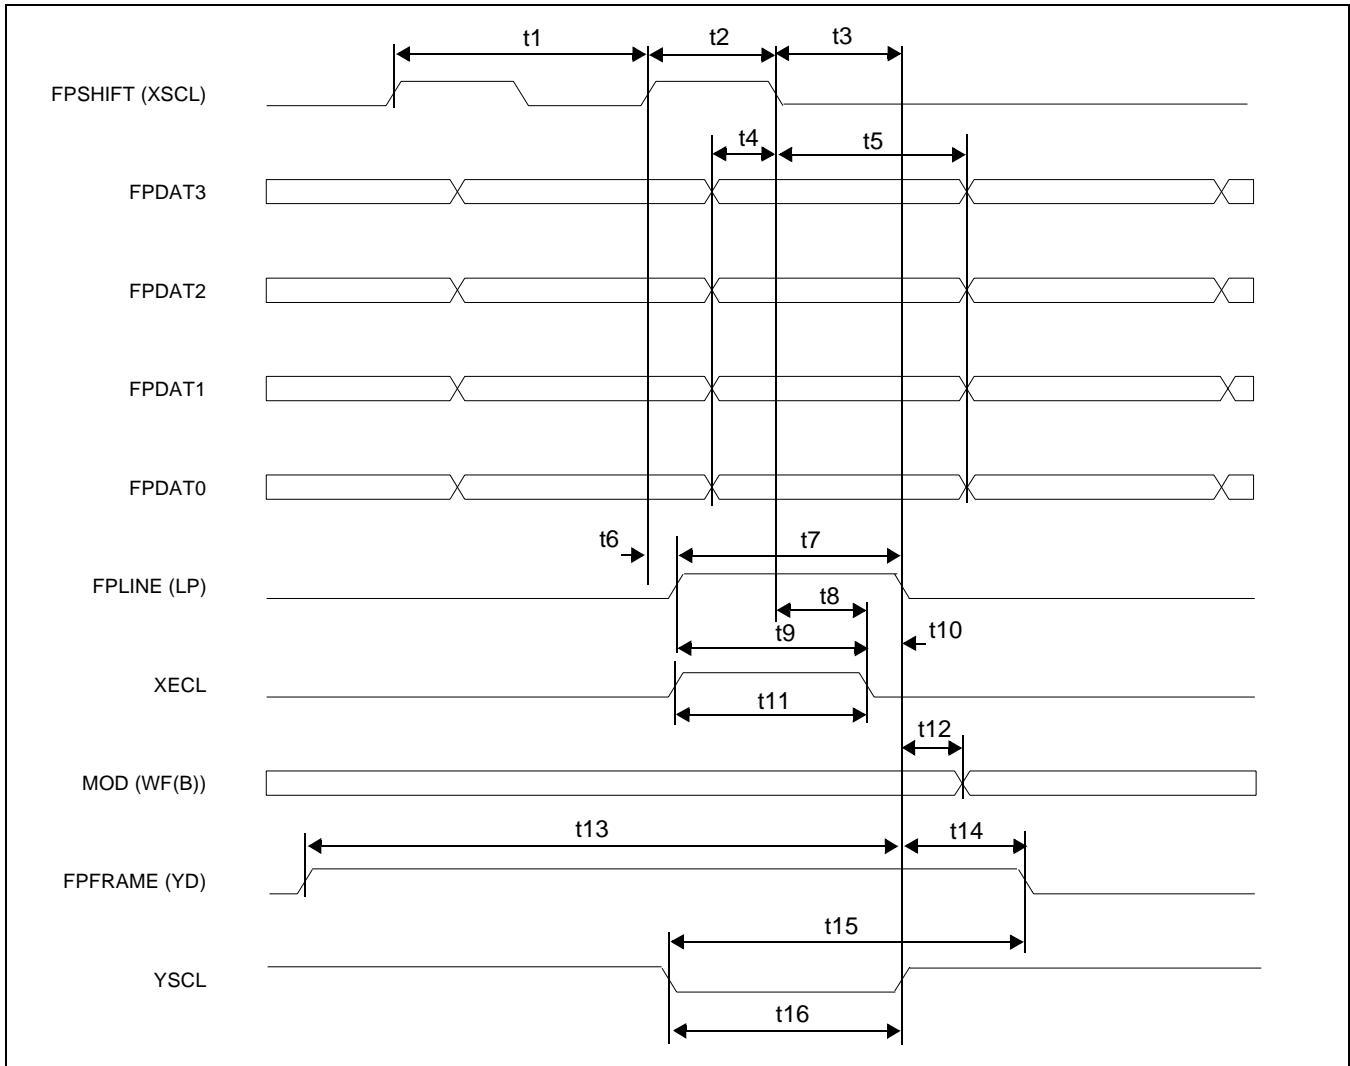 t1 t2 t3
FPSHIFT (XSCL)
t4 t5
FPDAT3
FPDAT2
FPDAT1
FPDAT0
t6 t7
FPLINE (LP)
t8
t9 t10
XECL
t11
t12
MOD (WF(B))
t13 t14
FPFRAME (YD)
t15
YSCL
t16